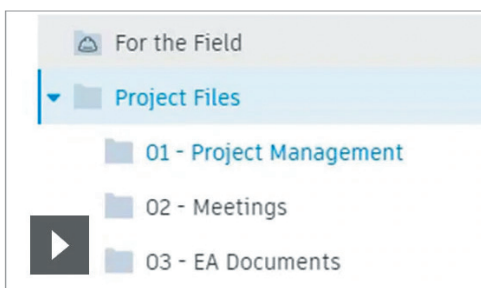 For the Field
Project Files
01 - Project Management
02 - Meetings
03 - EA Documents